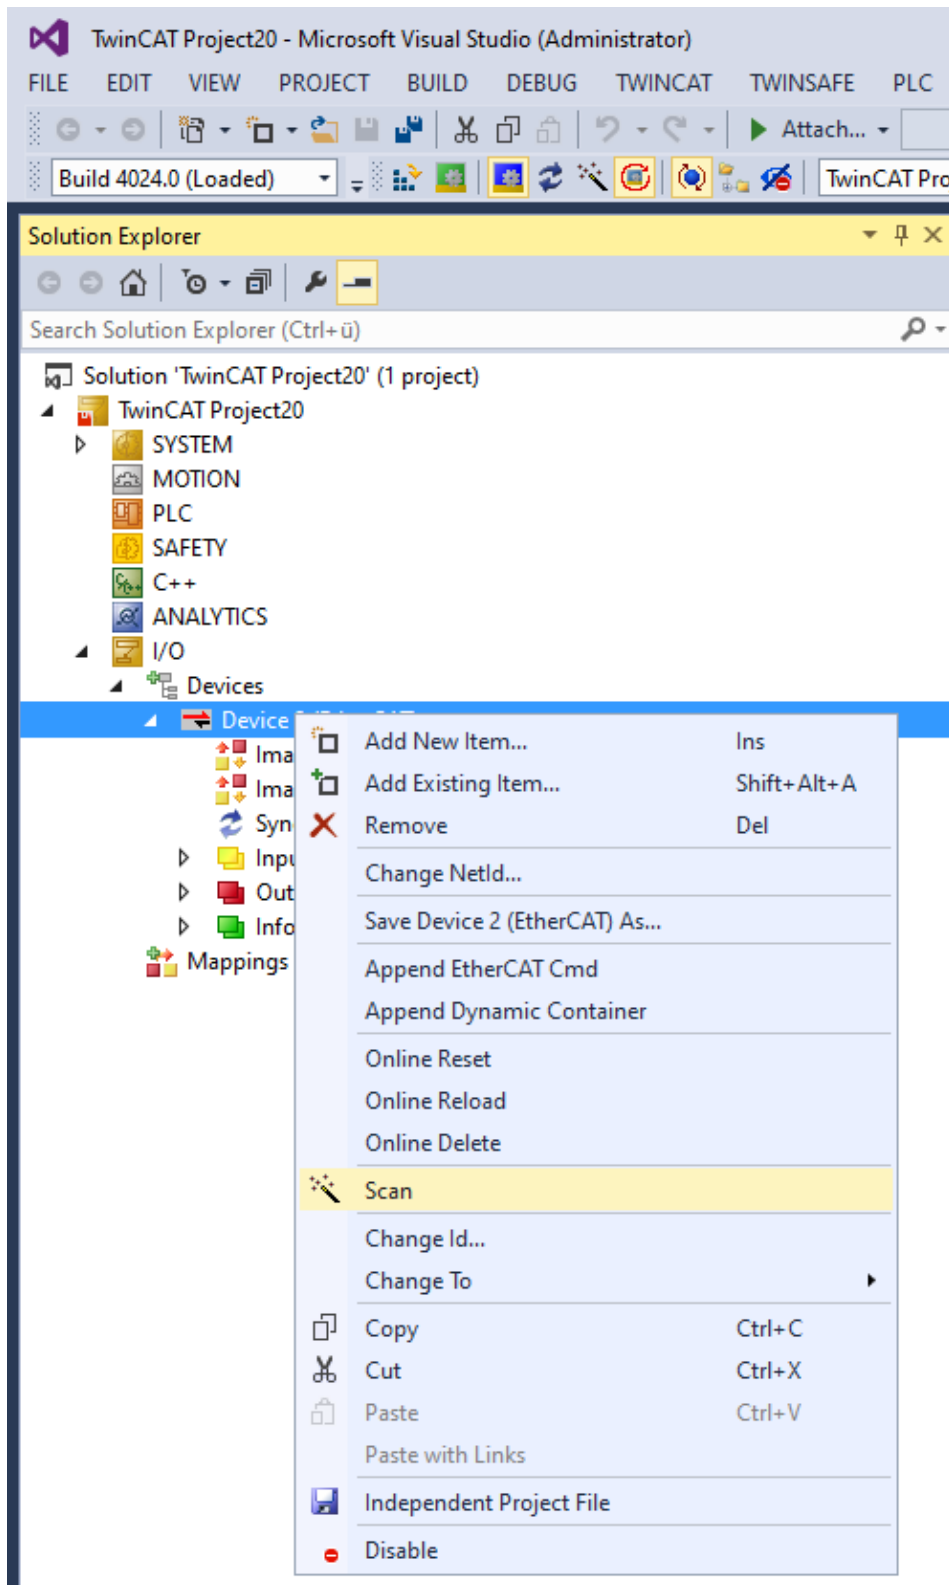 TwinCAT Project20 - Microsoft Visual Studio (Administrator)
FILE EDIT VIEW PROJECT BUILD DEBUG TWINCAT TWINSAFE PLC
Attach...
Build 4024.0 (Loaded) TwinCAT Pro
Solution Explorer
Search Solution Explorer (Ctrl+ü)
Solution 'TwinCAT Project20' (1 project)
TwinCAT Project20
SYSTEM
MOTION
PLC
SAFETY
C++
ANALYTICS
I/O
Devices
Device
Ima
Ima
Syn
Inpu
Out
Info
Mappings
Add New Item... Ins
Add Existing Item... Shift+Alt+A
Remove Del
Change NetId...
Save Device 2 (EtherCAT) As...
Append EtherCAT Cmd
Append Dynamic Container
Online Reset
Online Reload
Online Delete
Scan
Change Id...
Change To
Copy Ctrl+C
Cut Ctrl+X
Paste Ctrl+V
Paste with Links
Independent Project File
Disable